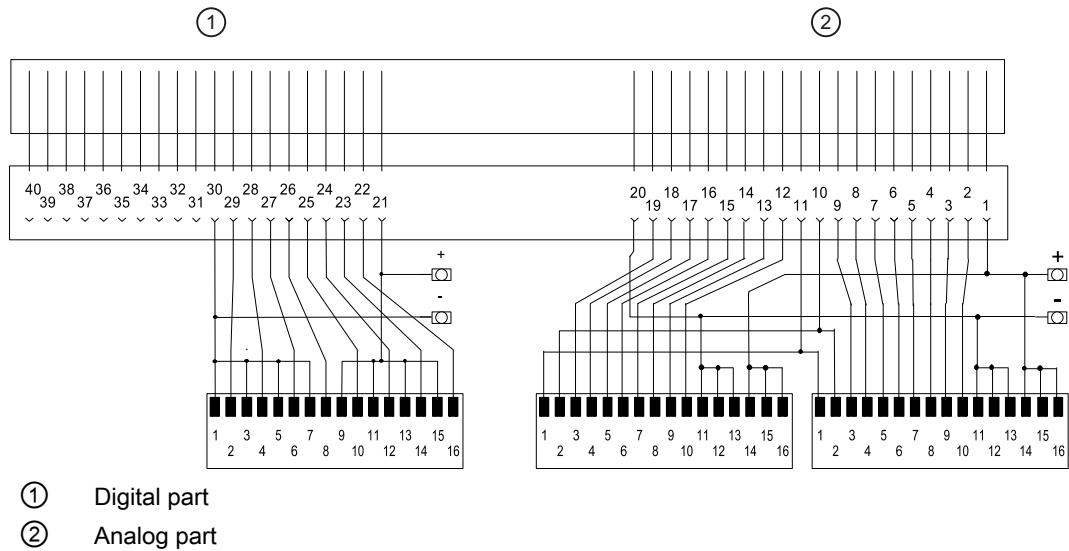 ① ②
40 38 36 34 32 30 28 26 24 22 20 18 16 14 12 10 8 6 4 2
39 37 35 33 31 29 27 25 23 21 19 17 15 13 11 9 7 5 3 1
+ +
- -
1 3 5 7 9 11 13 15 1 3 5 7 9 11 13 15 1 3 5 7 9 11 13 15
2 4 6 8 10 12 14 16 2 4 6 8 10 12 14 16 2 4 6 8 10 12 14 16
① Digital part
② Analog part